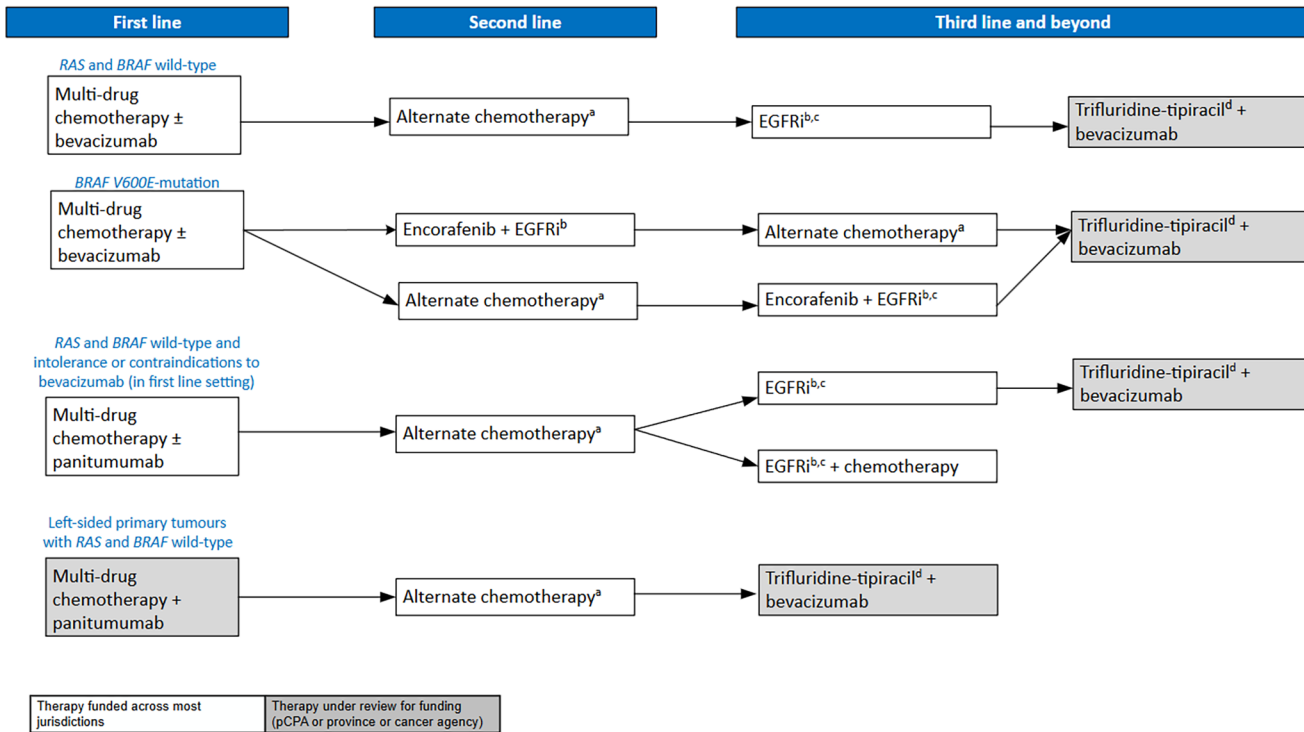 First line
Second line
Third line and beyond
RAS and BRAF wild-type
Multi-drug
chemotherapy ±
bevacizumab
Alternate chemotherapyᵃ
EGFRiᵇ,ᶜ
Trifluridine-tipiracilᵈ +
bevacizumab
BRAF V600E-mutation
Multi-drug
chemotherapy ±
bevacizumab
Encorafenib + EGFRiᵇ
Alternate chemotherapyᵃ
Trifluridine-tipiracilᵈ +
bevacizumab
Alternate chemotherapyᵃ
Encorafenib + EGFRiᵇ,ᶜ
RAS and BRAF wild-type and
intolerance or contraindications to
bevacizumab (in first line setting)
Multi-drug
chemotherapy ±
panitumumab
Alternate chemotherapyᵃ
EGFRiᵇ,ᶜ
Trifluridine-tipiracilᵈ +
bevacizumab
EGFRiᵇ,ᶜ + chemotherapy
Left-sided primary tumours
with RAS and BRAF wild-type
Multi-drug
chemotherapy +
panitumumab
Alternate chemotherapyᵃ
Trifluridine-tipiracilᵈ +
bevacizumab
Therapy funded across most
jurisdictions
Therapy under review for funding
(pCPA or province or cancer agency)